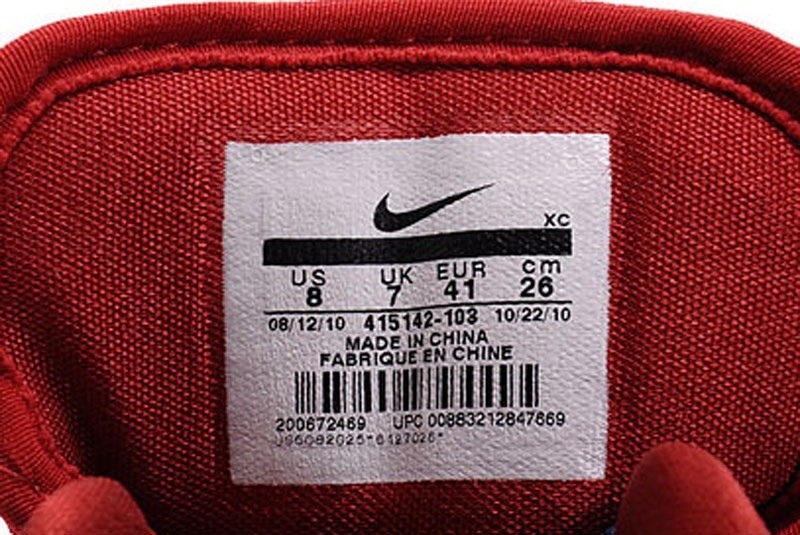 XC
US UK EUR cm
8 7 41 26
08/12/10 415142-103 10/22/10
MADE IN CHINA
FABRIQUE EN CHINE
200672469 UPC 00883212847669